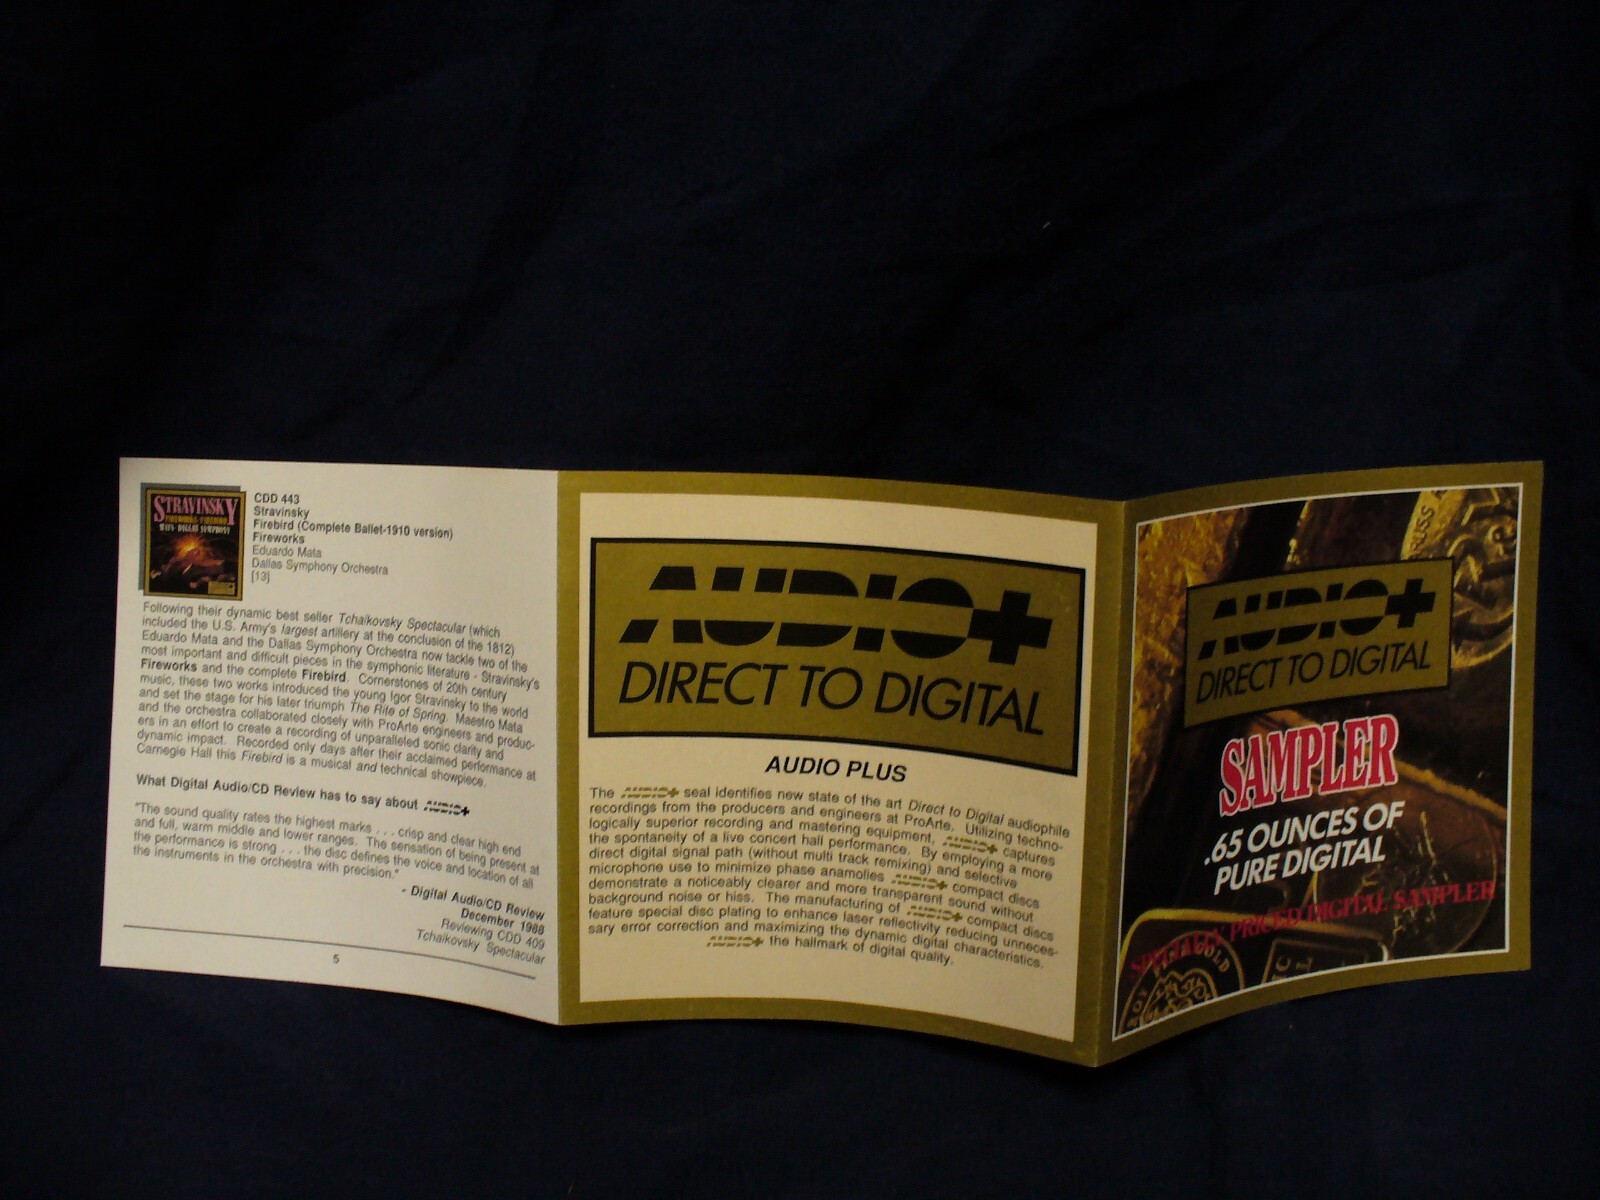 STRAVINSKY
CDD 443
Stravinsky
Firebird (Complete Ballet-1910 version)
Fireworks
Eduardo Mata
Dallas Symphony Orchestra
[13]
Following their dynamic best seller Tchaikovsky Spectacular (which
included the U.S. Army's largest artillery at the conclusion of the 1812)
Eduardo Mata and the Dallas Symphony Orchestra now tackle two of the
most important and difficult pieces in the symphonic literature - Stravinsky's
Fireworks and the complete Firebird. Cornerstones of 20th century
music, these two works introduced the young Igor Stravinsky to the world
and set the stage for his later triumph The Rite of Spring. Maestro Mata
and the orchestra collaborated closely with ProArte engineers and produc-
ers in an effort to create a recording of unparalleled sonic clarity and
dynamic impact. Recorded only days after their acclaimed performance at
Carnegie Hall this Firebird is a musical and technical showpiece.
What Digital Audio/CD Review has to say about AUDIO+
"The sound quality rates the highest marks . . . crisp and clear high end
and full, warm middle and lower ranges. The sensation of being present at
the performance is strong . . . the disc defines the voice and location of all
the instruments in the orchestra with precision."
- Digital Audio/CD Review
December 1988
Reviewing CDD 409
Tchaikovsky Spectacular
5
AUDIO+
DIRECT TO DIGITAL
AUDIO PLUS
The AUDIO+ seal identifies new state of the art Direct to Digital audiophile
recordings from the producers and engineers at ProArte. Utilizing techno-
logically superior recording and mastering equipment, AUDIO+ captures
the spontaneity of a live concert hall performance. By employing a more
direct digital signal path (without multi track remixing) and selective
microphone use to minimize phase anamolies AUDIO+ compact discs
demonstrate a noticeably clearer and more transparent sound without
background noise or hiss. The manufacturing of AUDIO+ compact discs
feature special disc plating to enhance laser reflectivity reducing unneces-
sary error correction and maximizing the dynamic digital characteristics.
AUDIO+ the hallmark of digital quality.
AUDIO+
DIRECT TO DIGITAL
SAMPLER
.65 OUNCES OF
PURE DIGITAL
SPECIALLY PRICED DIGITAL SAMPLER